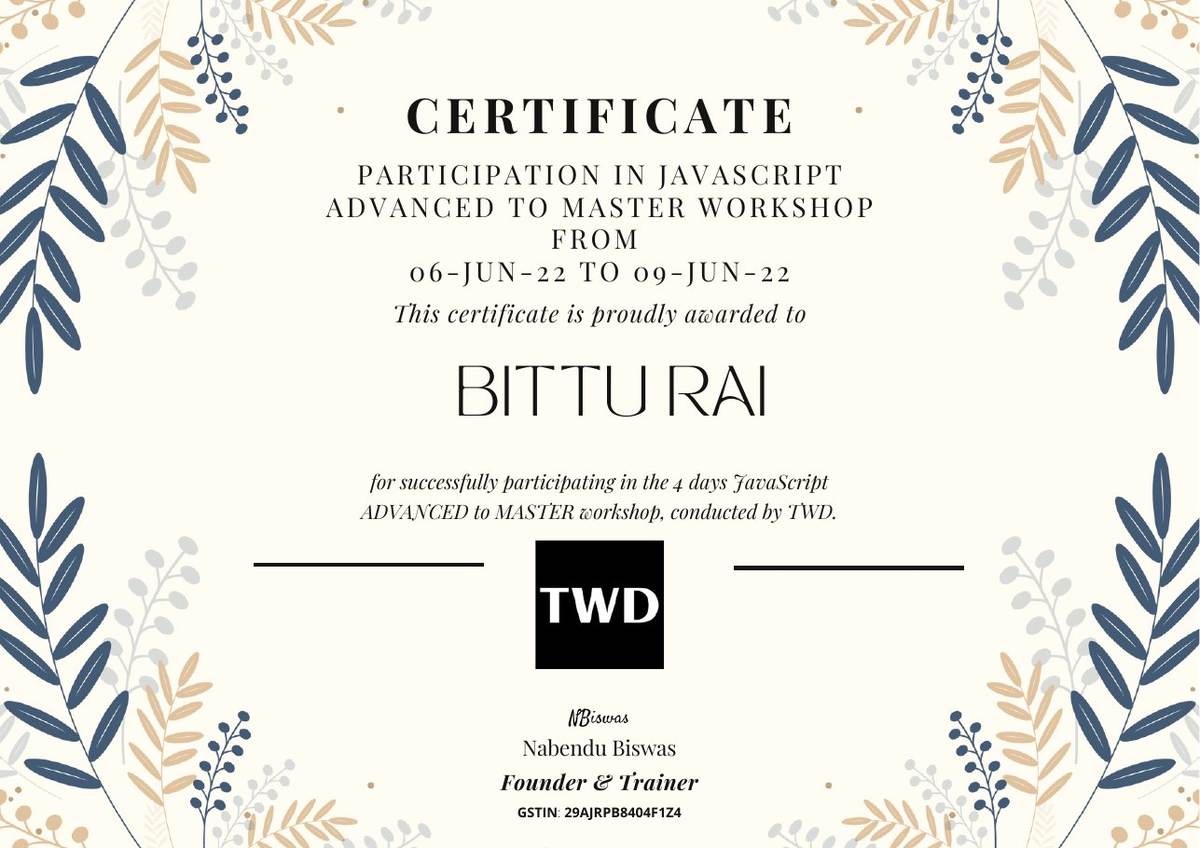 CERTIFICATE
PARTICIPATION IN JAVASCRIPT
ADVANCED TO MASTER WORKSHOP
FROM
06-JUN-22 TO 09-JUN-22
This certificate is proudly awarded to
BITTU RAI
for successfully participating in the 4 days JavaScript
ADVANCED to MASTER workshop, conducted by TWD.
TWD
NBiswas
Nabendu Biswas
Founder & Trainer
GSTIN: 29AJRPB8404F1Z4